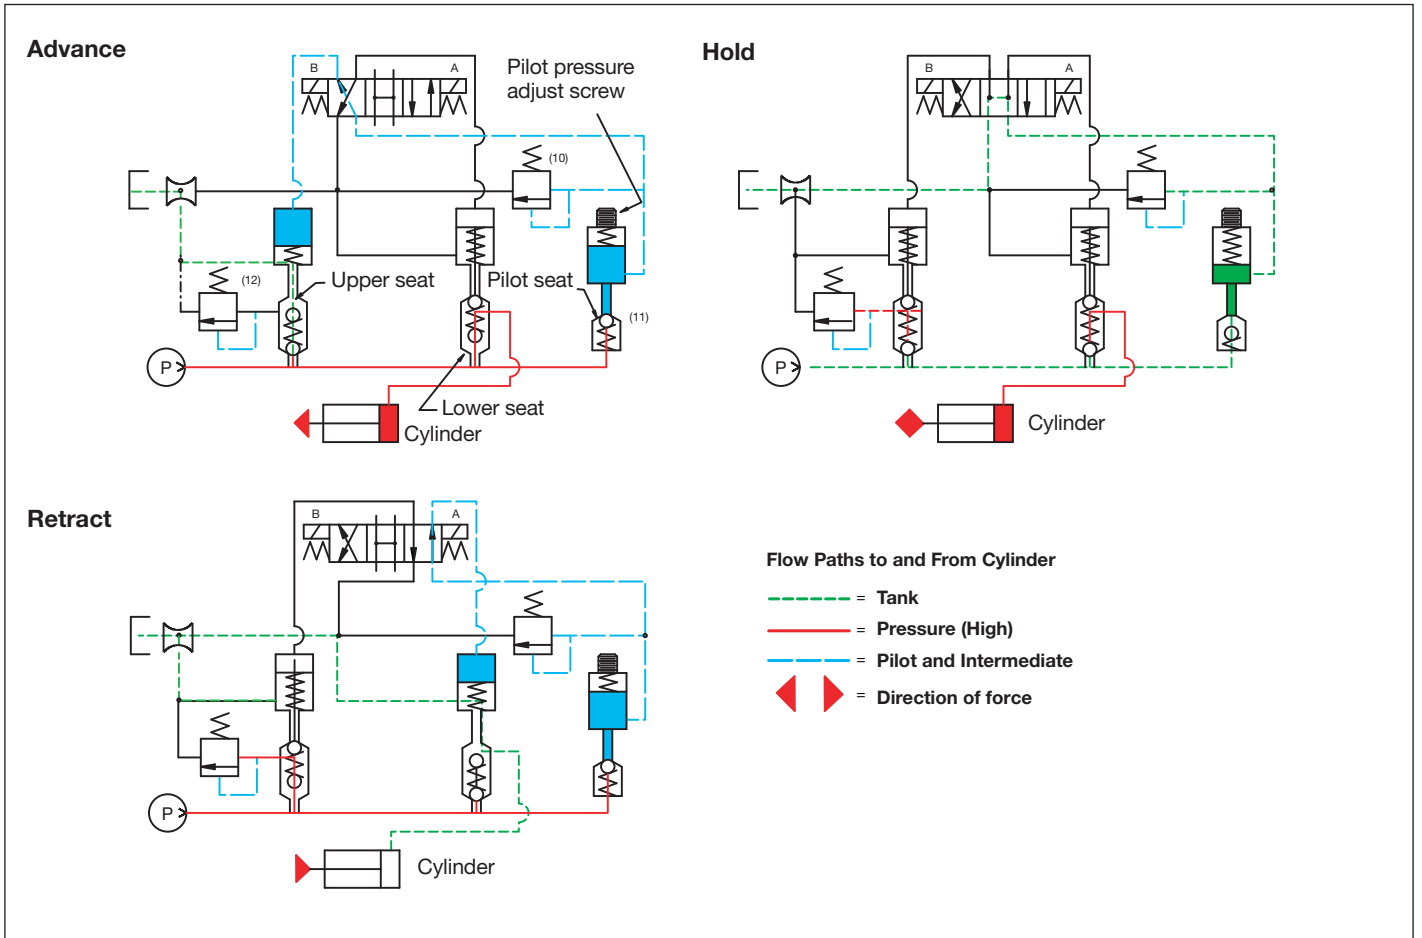 Advance
B
A
Pilot pressure
adjust screw
(10)
(12)
Upper seat
Pilot seat
(11)
P
Lower seat
Cylinder
Hold
B
A
P
Cylinder
Retract
B
A
P
Cylinder
Flow Paths to and From Cylinder
= Tank
= Pressure (High)
= Pilot and Intermediate
= Direction of force